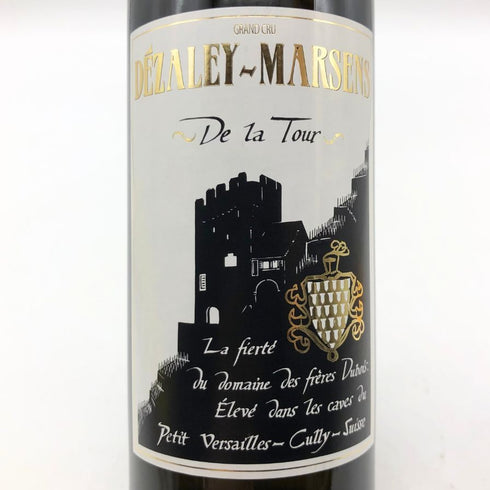 GRAND CRU
DÉZALEY~MARSENS
~ De la Tour ~
La fierté
du domaine des frères Dubois.
Élevé dans les caves du
Petit Versailles – Cully – Suisse